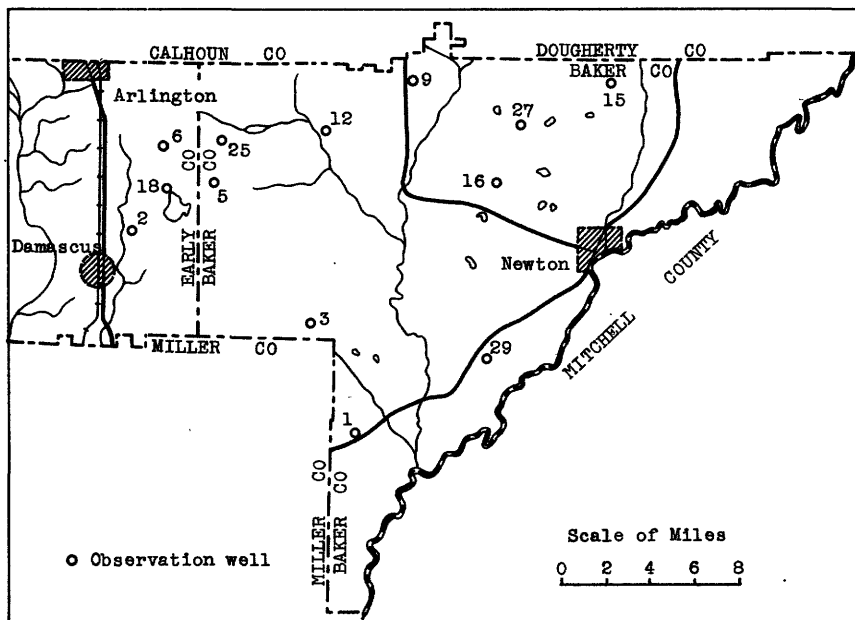 CALHOUN CO
DOUGHERTY CO
BAKER CO
Arlington
9
15
12
27
6
25
EARLY CO
BAKER CO
18
5
16
2
Damascus
Newton
MITCHELL COUNTY
3
MILLER CO
29
1
MILLER CO
BAKER CO
Observation well
Scale of Miles
0 2 4 6 8